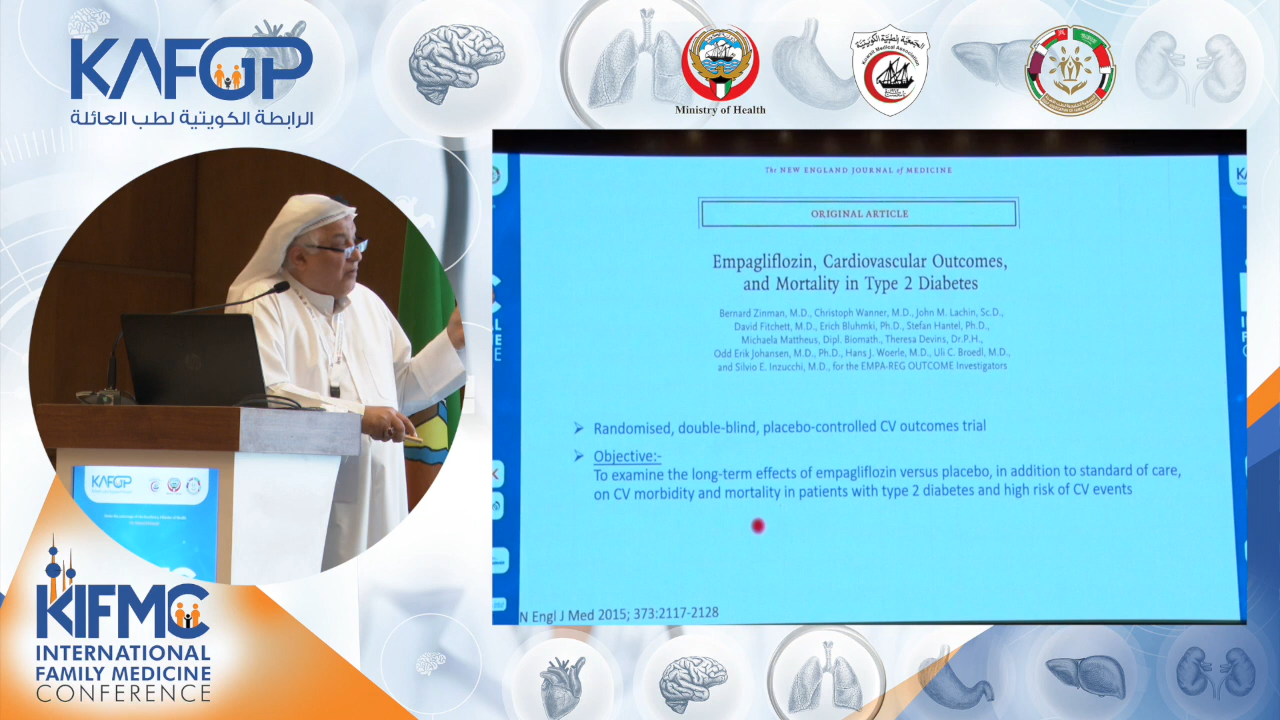 KAFGP
الرابطة الكويتية لطب العائلة
Ministry of Health
الجمعية الطبية الكويتية
Kuwait Medical Association
The NEW ENGLAND JOURNAL of MEDICINE
ORIGINAL ARTICLE
Empagliflozin, Cardiovascular Outcomes,
and Mortality in Type 2 Diabetes
Bernard Zinman, M.D., Christoph Wanner, M.D., John M. Lachin, Sc.D.,
David Fitchett, M.D., Erich Bluhmki, Ph.D., Stefan Hantel, Ph.D.,
Michaela Mattheus, Dipl. Biomath., Theresa Devins, Dr.P.H.,
Odd Erik Johansen, M.D., Ph.D., Hans J. Woerle, M.D., Uli C. Broedl, M.D.,
and Silvio E. Inzucchi, M.D., for the EMPA-REG OUTCOME Investigators
➢ Randomised, double-blind, placebo-controlled CV outcomes trial
➢ Objective:-
To examine the long-term effects of empagliflozin versus placebo, in addition to standard of care,
on CV morbidity and mortality in patients with type 2 diabetes and high risk of CV events
N Engl J Med 2015; 373:2117-2128
KAFGP
KIFMC
INTERNATIONAL
FAMILY MEDICINE
CONFERENCE